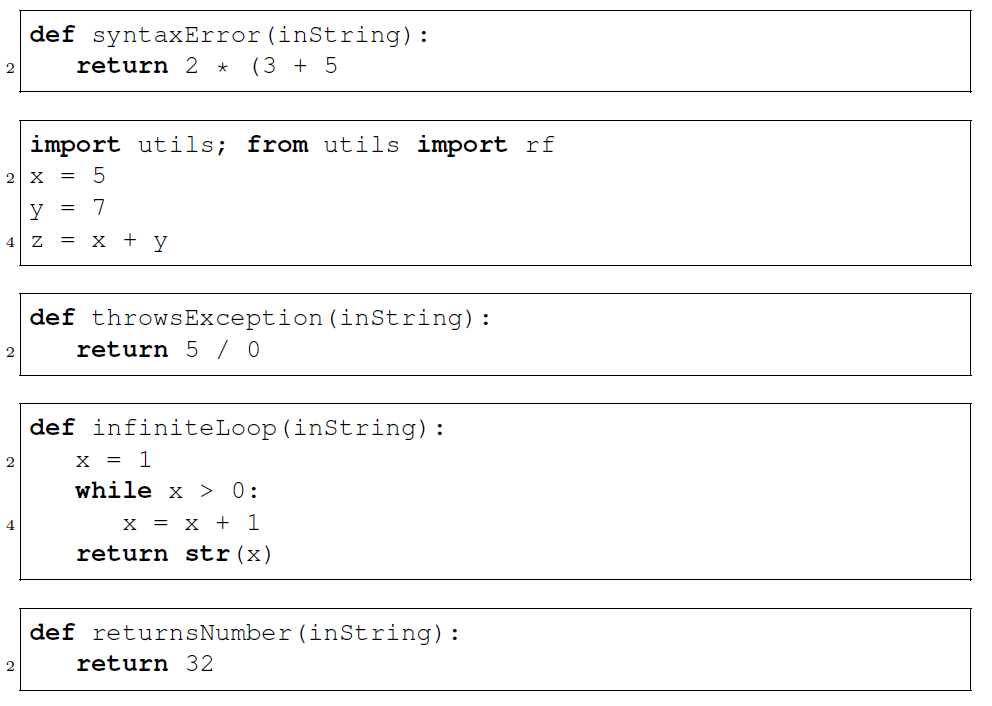 def syntaxError(inString):
2    return 2 * (3 + 5
import utils; from utils import rf
2 x = 5
y = 7
4 z = x + y
def throwsException(inString):
2    return 5 / 0
def infiniteLoop(inString):
2    x = 1
   while x > 0:
4       x = x + 1
   return str(x)
def returnsNumber(inString):
2    return 32